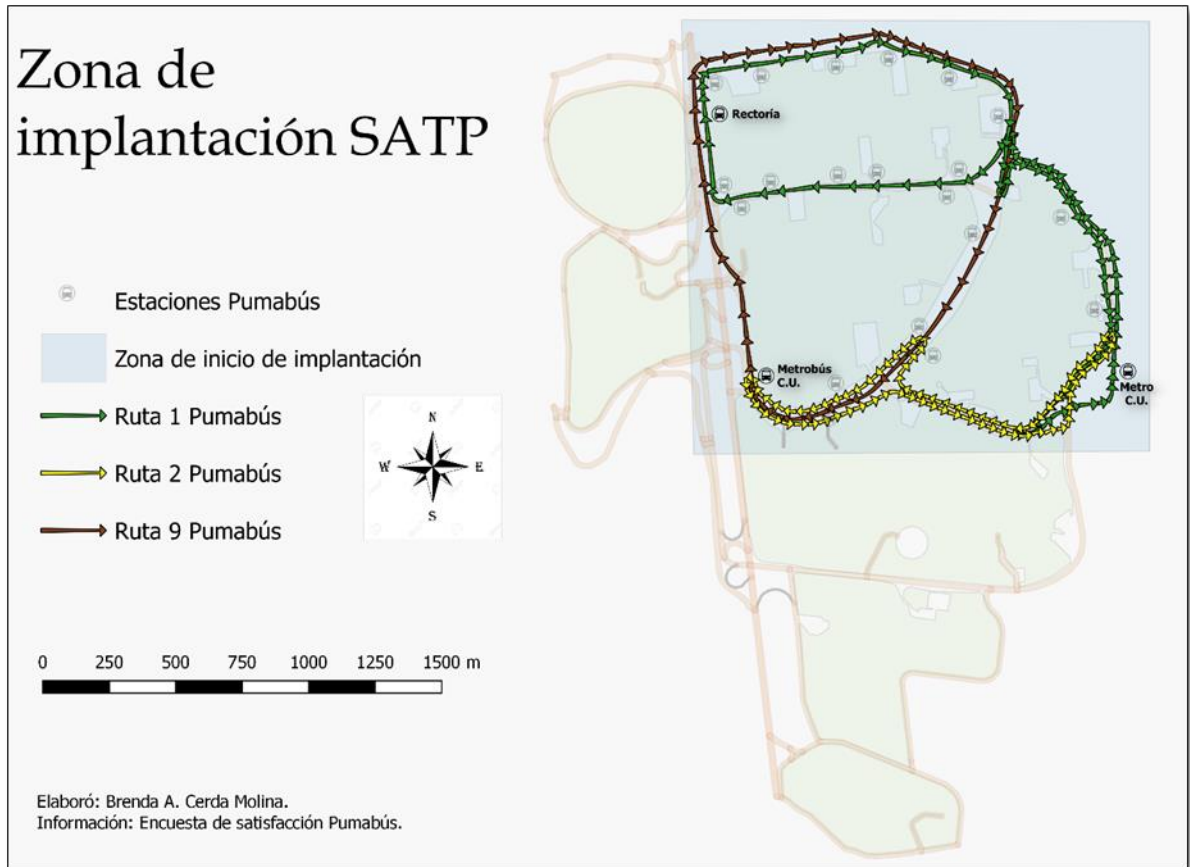 Zona de
implantación SATP
Estaciones Pumabús
Zona de inicio de implantación
Ruta 1 Pumabús
Ruta 2 Pumabús
Ruta 9 Pumabús
N
W E
S
0 250 500 750 1000 1250 1500 m
Elaboró: Brenda A. Cerda Molina.
Información: Encuesta de satisfacción Pumabús.
Rectoría
Metrobús
C.U.
Metro
C.U.